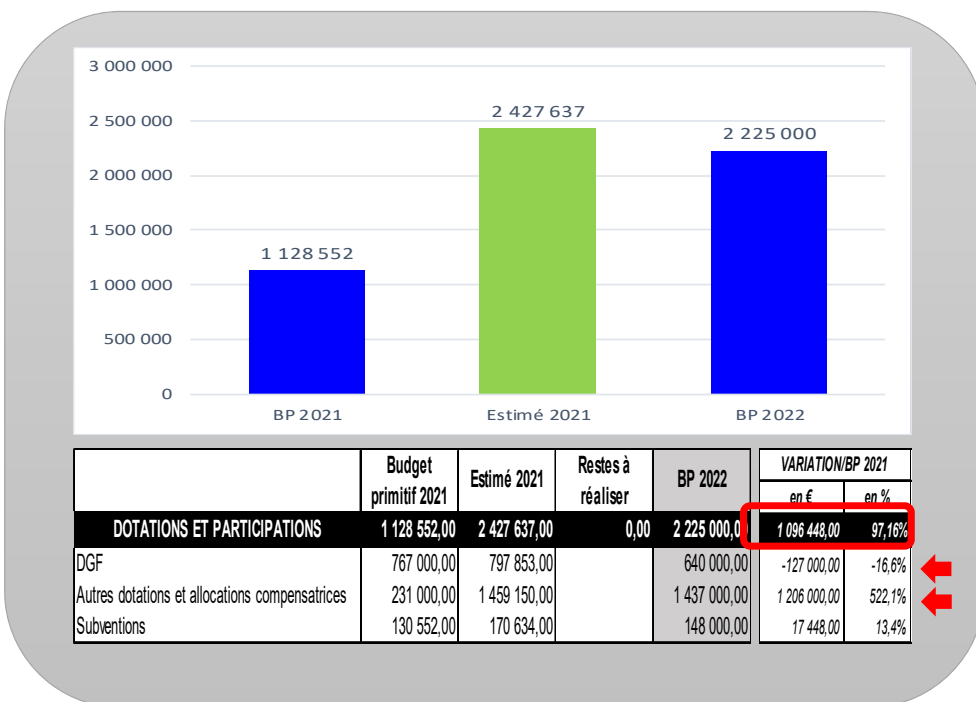 3 000 000
2 500 000
2 000 000
1 500 000
1 000 000
500 000
0
1 128 552
2 427 637
2 225 000
BP 2021 Estimé 2021 BP 2022
Budget primitif 2021 Estimé 2021 Restes à réaliser BP 2022 VARIATION/BP 2021
en € en %
DOTATIONS ET PARTICIPATIONS 1 128 552,00 2 427 637,00 0,00 2 225 000,00 1 096 448,00 97,16%
DGF 767 000,00 797 853,00 640 000,00 -127 000,00 -16,6%
Autres dotations et allocations compensatrices 231 000,00 1 459 150,00 1 437 000,00 1 206 000,00 522,1%
Subventions 130 552,00 170 634,00 148 000,00 17 448,00 13,4%